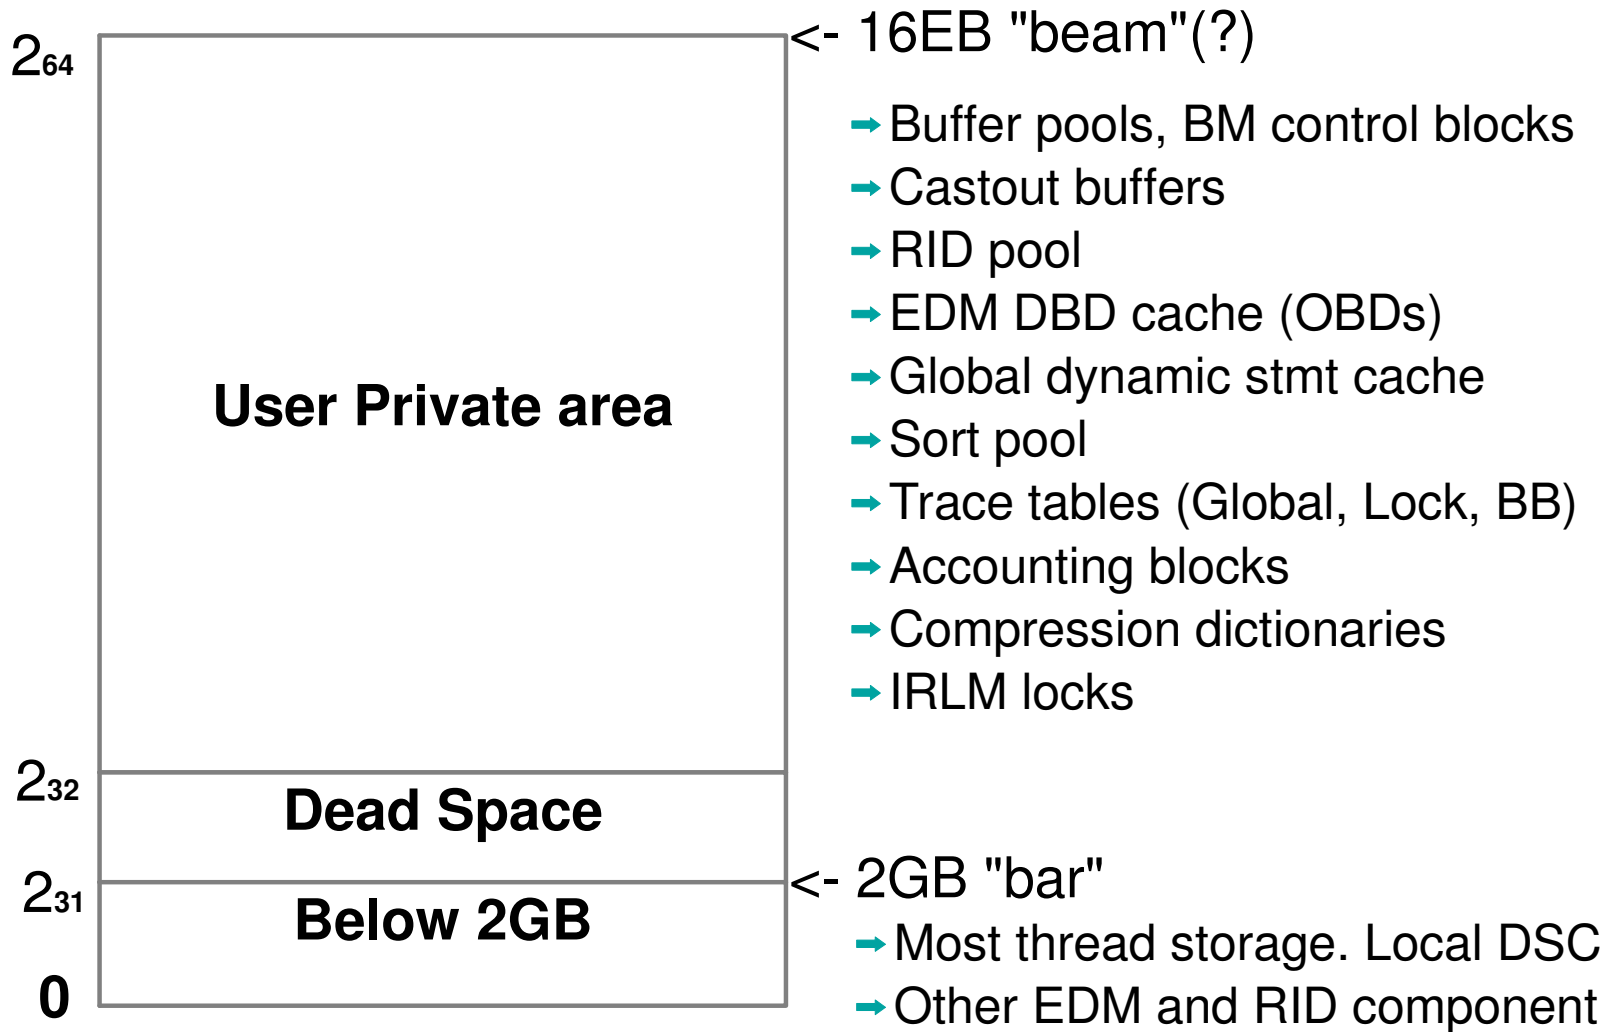 264
<- 16EB "beam"(?)
Buffer pools, BM control blocks
Castout buffers
RID pool
EDM DBD cache (OBDs)
Global dynamic stmt cache
User Private area
Sort pool
Trace tables (Global, Lock, BB)
Accounting blocks
Compression dictionaries
IRLM locks
232
Dead Space
<- 2GB "bar"
231
Below 2GB
Most thread storage. Local DSC
0
Other EDM and RID component